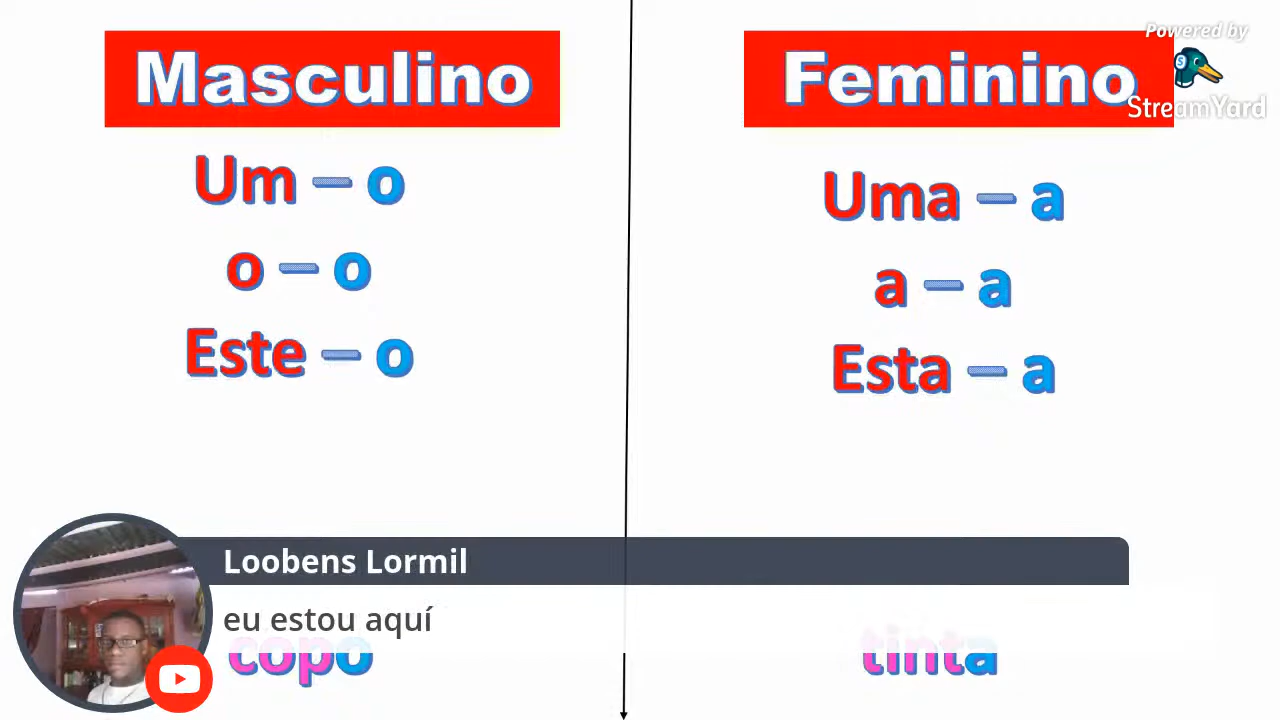 Masculino
Um – o
o – o
Este – o
copo
Feminino
Uma – a
a – a
Esta – a
tinta
Powered by
StreamYard
Loobens Lormil
eu estou aquí